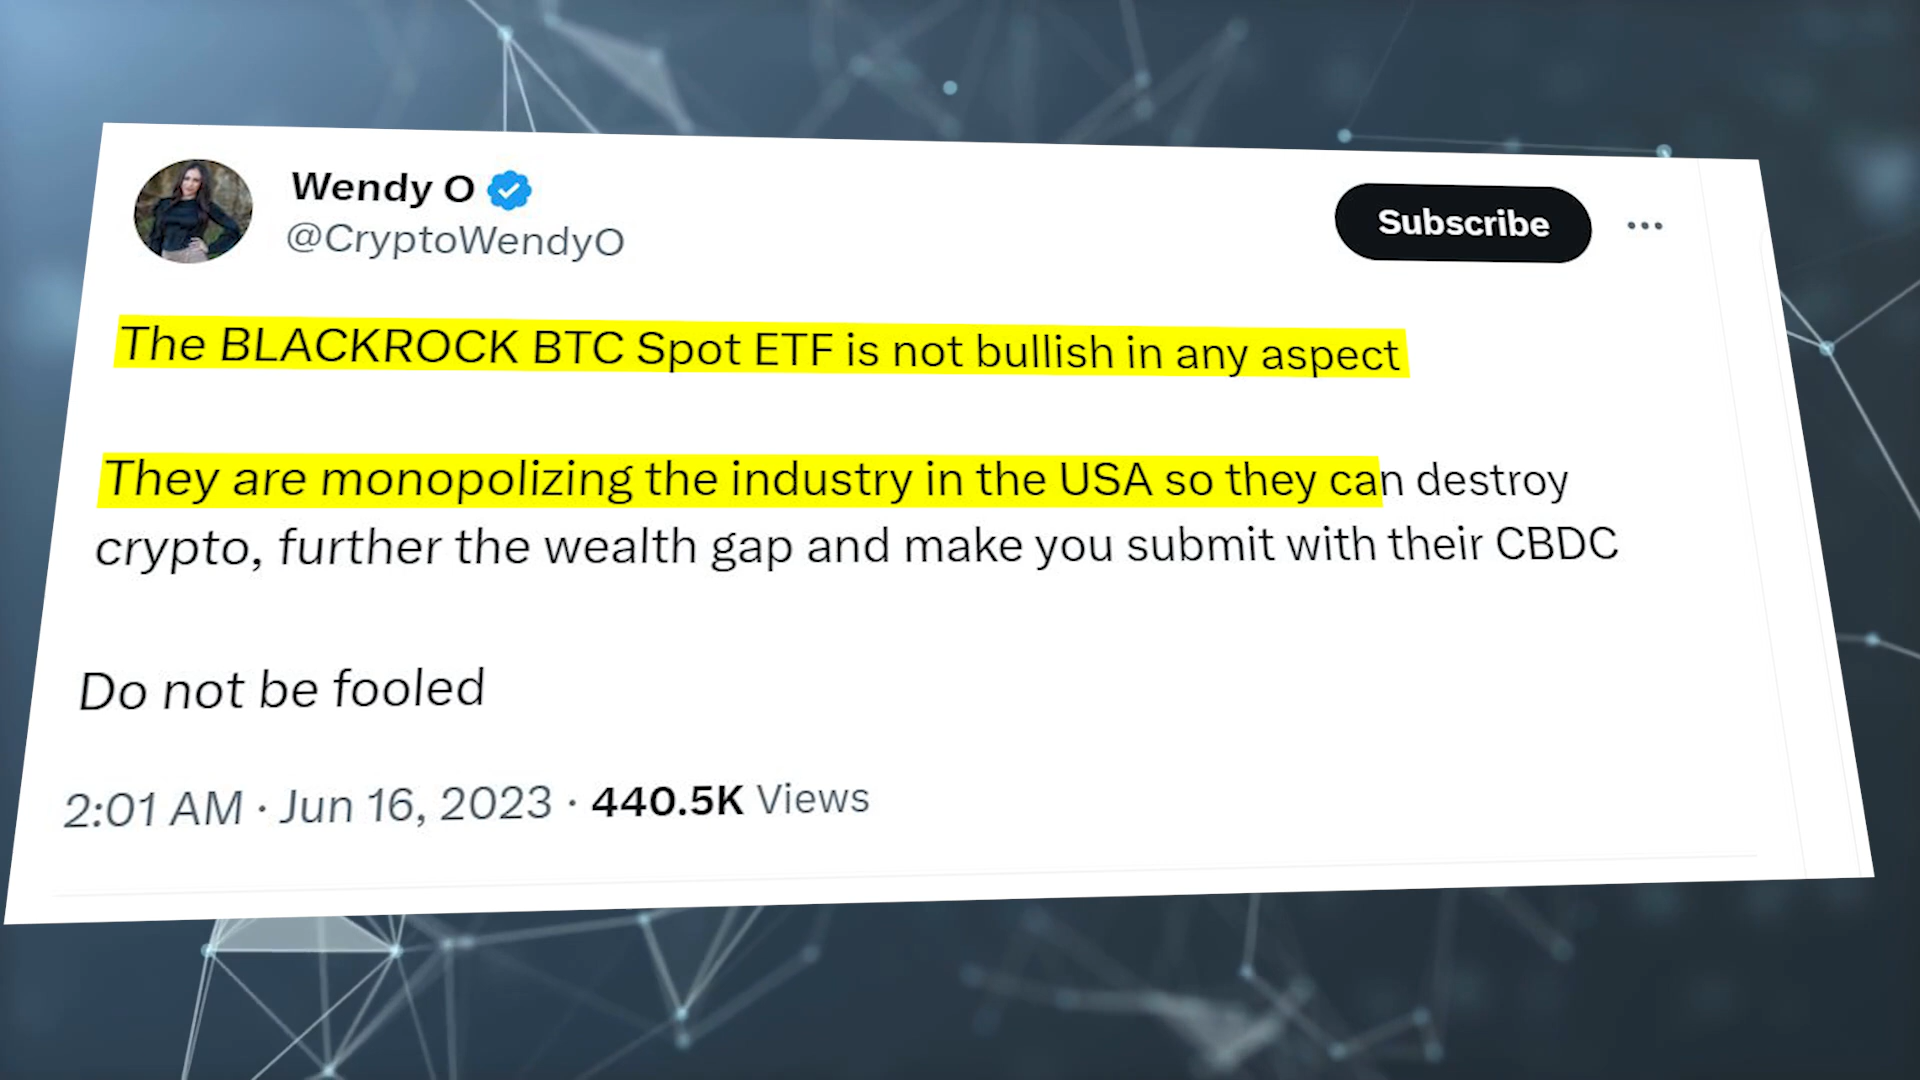 Wendy O
@CryptoWendyO
Subscribe
The BLACKROCK BTC Spot ETF is not bullish in any aspect
They are monopolizing the industry in the USA so they can destroy
crypto, further the wealth gap and make you submit with their CBDC
Do not be fooled
2:01 AM · Jun 16, 2023 · 440.5K Views